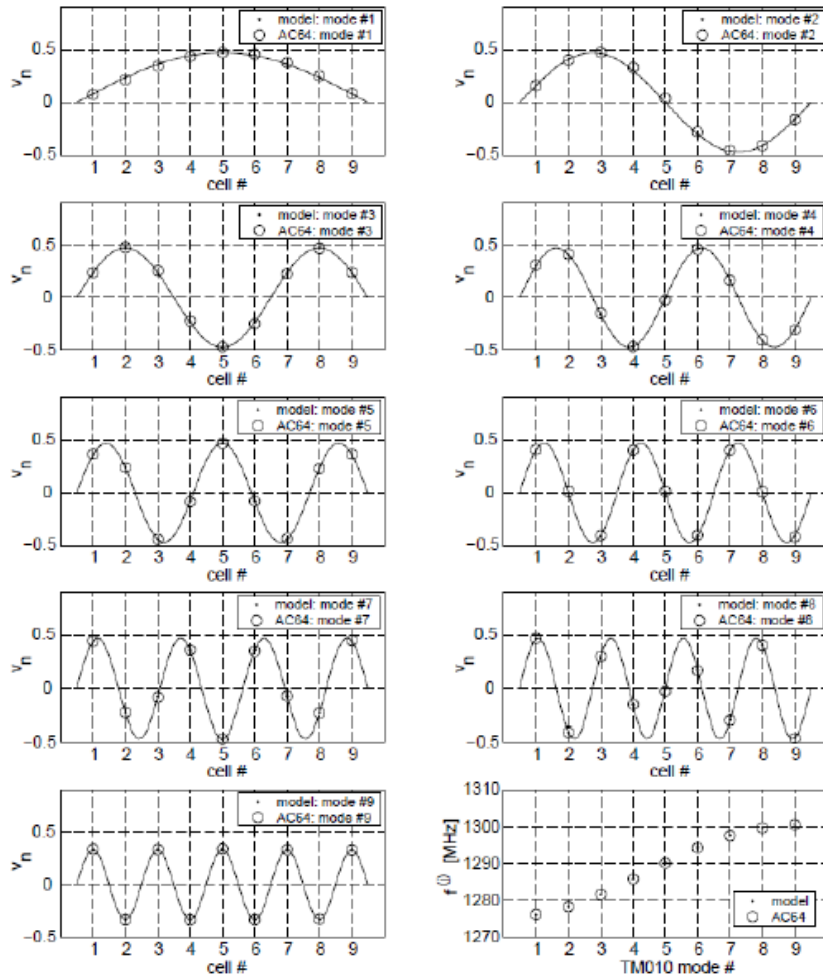 model: mode #1
AC64: mode #1
0.5
0
−0.5
v_n
1 2 3 4 5 6 7 8 9
cell #
model: mode #2
AC64: mode #2
0.5
0
−0.5
v_n
1 2 3 4 5 6 7 8 9
cell #
model: mode #3
AC64: mode #3
0.5
0
−0.5
v_n
1 2 3 4 5 6 7 8 9
cell #
model: mode #4
AC64: mode #4
0.5
0
−0.5
v_n
1 2 3 4 5 6 7 8 9
cell #
model: mode #5
AC64: mode #5
0.5
0
−0.5
v_n
1 2 3 4 5 6 7 8 9
cell #
model: mode #6
AC64: mode #6
0.5
0
−0.5
v_n
1 2 3 4 5 6 7 8 9
cell #
model: mode #7
AC64: mode #7
0.5
0
−0.5
v_n
1 2 3 4 5 6 7 8 9
cell #
model: mode #8
AC64: mode #8
0.5
0
−0.5
v_n
1 2 3 4 5 6 7 8 9
cell #
model: mode #9
AC64: mode #9
0.5
0
−0.5
v_n
1 2 3 4 5 6 7 8 9
cell #
1310
1300
1290
1280
1270
f^(j) [MHz]
model
AC64
1 2 3 4 5 6 7 8 9
TM010 mode #